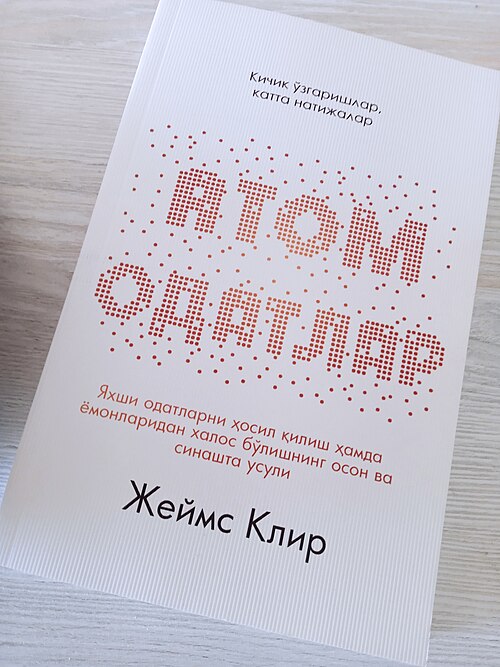 Кичик ўзгаришлар,
катта натижалар
АТОМ
ОДАТЛАР
Яхши одатларни ҳосил қилиш ҳамда
ёмонларидан халос бўлишнинг осон ва
синашта усули
Жеймс Клир